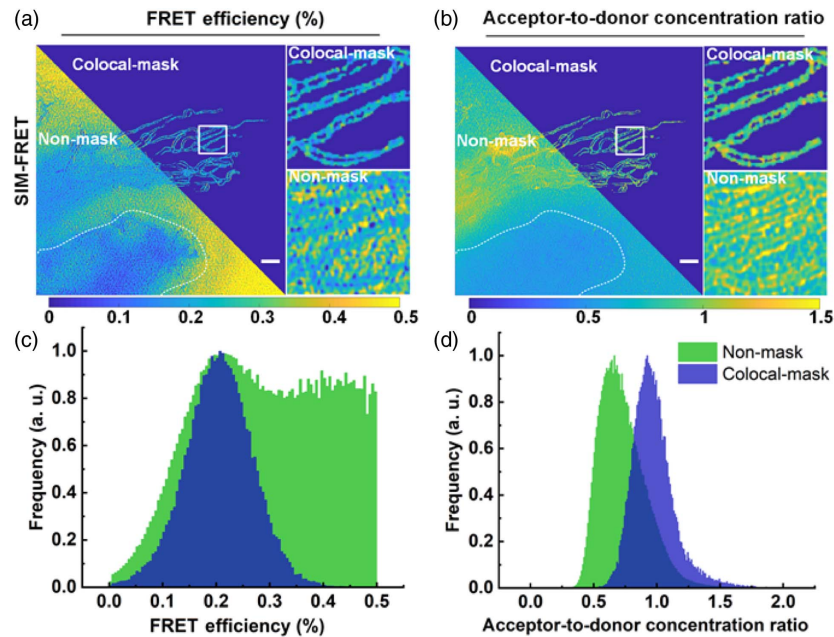 (a) FRET efficiency (%)
(b) Acceptor-to-donor concentration ratio
SIM-FRET
Colocal-mask
Non-mask
Colocal-mask
Non-mask
Colocal-mask
Non-mask
Colocal-mask
Non-mask
0 0.1 0.2 0.3 0.4 0.5
0 0.5 1 1.5
(c)
Frequency (a. u.)
1.0
0.8
0.6
0.4
0.2
0.0
0.0 0.1 0.2 0.3 0.4 0.5
FRET efficiency (%)
(d)
Non-mask
Colocal-mask
Frequency (a. u.)
1.0
0.8
0.6
0.4
0.2
0.0
0.0 0.5 1.0 1.5 2.0
Acceptor-to-donor concentration ratio